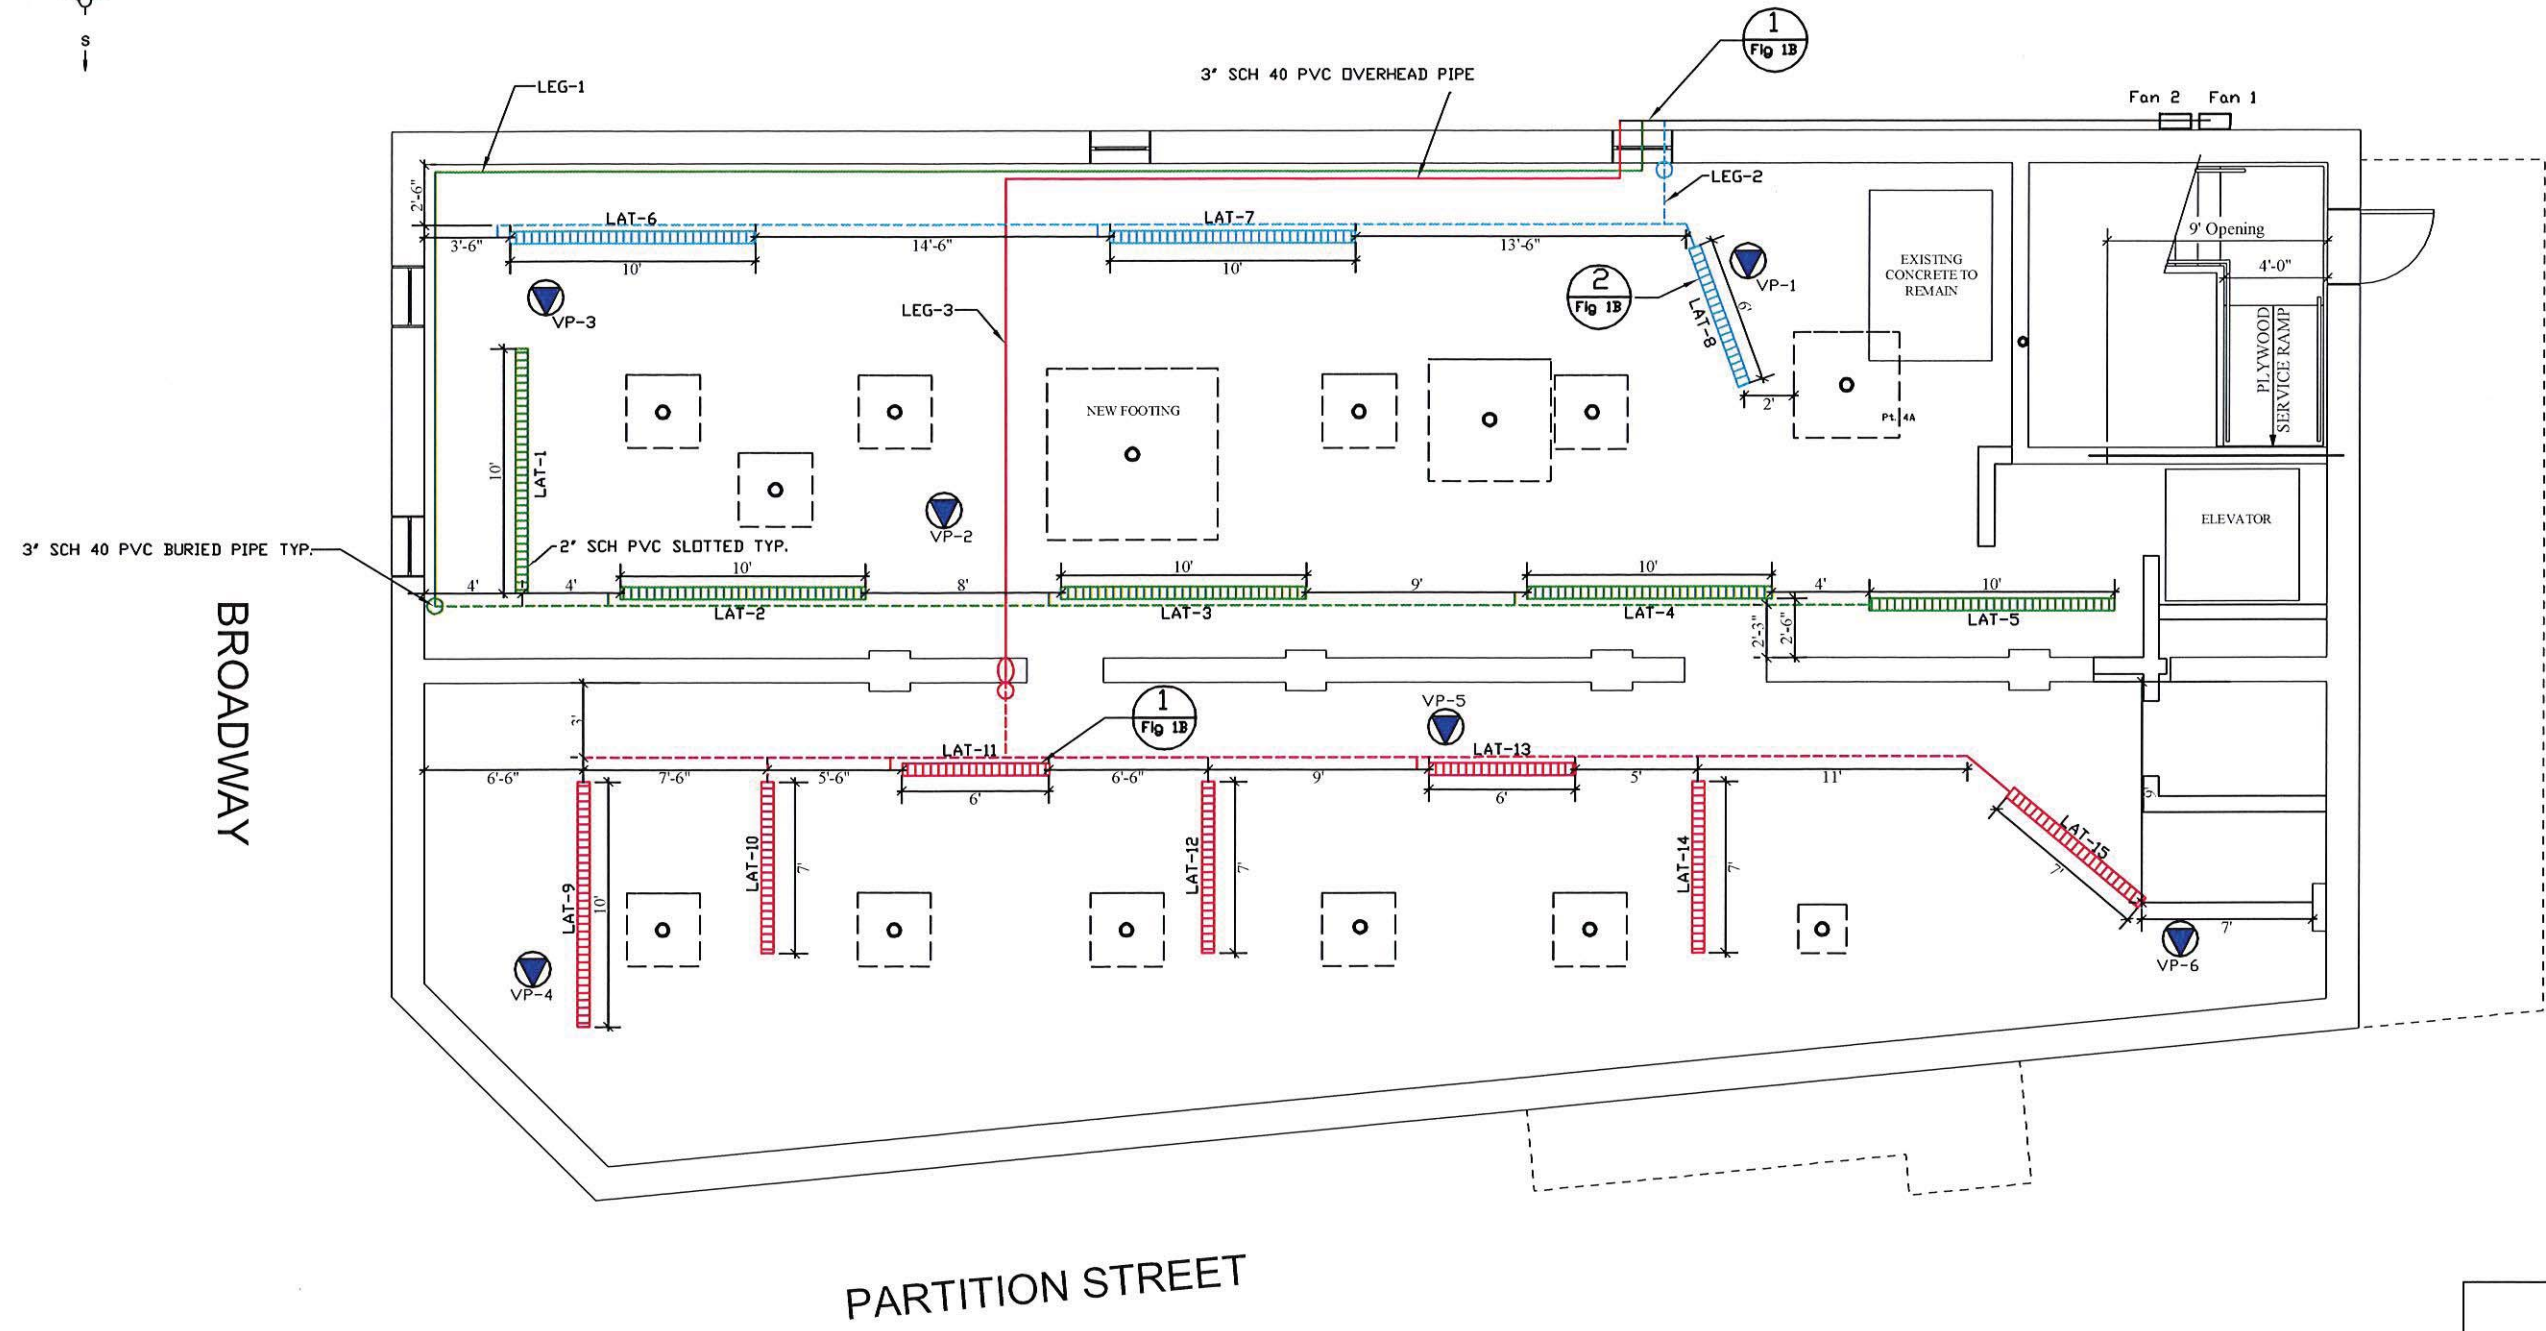 S
LEG-1
3" SCH 40 PVC OVERHEAD PIPE
1
Fig 1B
Fan 2
Fan 1
2'-6"
LAT-6
LAT-7
LEG-2
3'-6"
10'
14'-6"
10'
13'-6"
9' Opening
4'-0"
VP-3
LEG-3
2
Fig 1B
LAT-8
6'
VP-1
EXISTING
CONCRETE TO
REMAIN
PLYWOOD
SERVICE RAMP
2'
Pt. 4A
NEW FOOTING
10'
LAT-1
VP-2
ELEVATOR
3" SCH 40 PVC BURIED PIPE TYP.
2" SCH PVC SLOTTED TYP.
4'
4'
10'
8'
10'
9'
10'
4'
10'
LAT-2
LAT-3
LAT-4
LAT-5
2'-3"
2'-6"
BROADWAY
3'
1
Fig 1B
VP-5
LAT-11
LAT-13
6'-6"
7'-6"
5'-6"
6'
6'-6"
9'
6'
5'
11'
LAT-9
10'
LAT-10
7'
LAT-12
7'
LAT-14
7'
LAT-15
7'
7'
VP-4
VP-6
PARTITION STREET